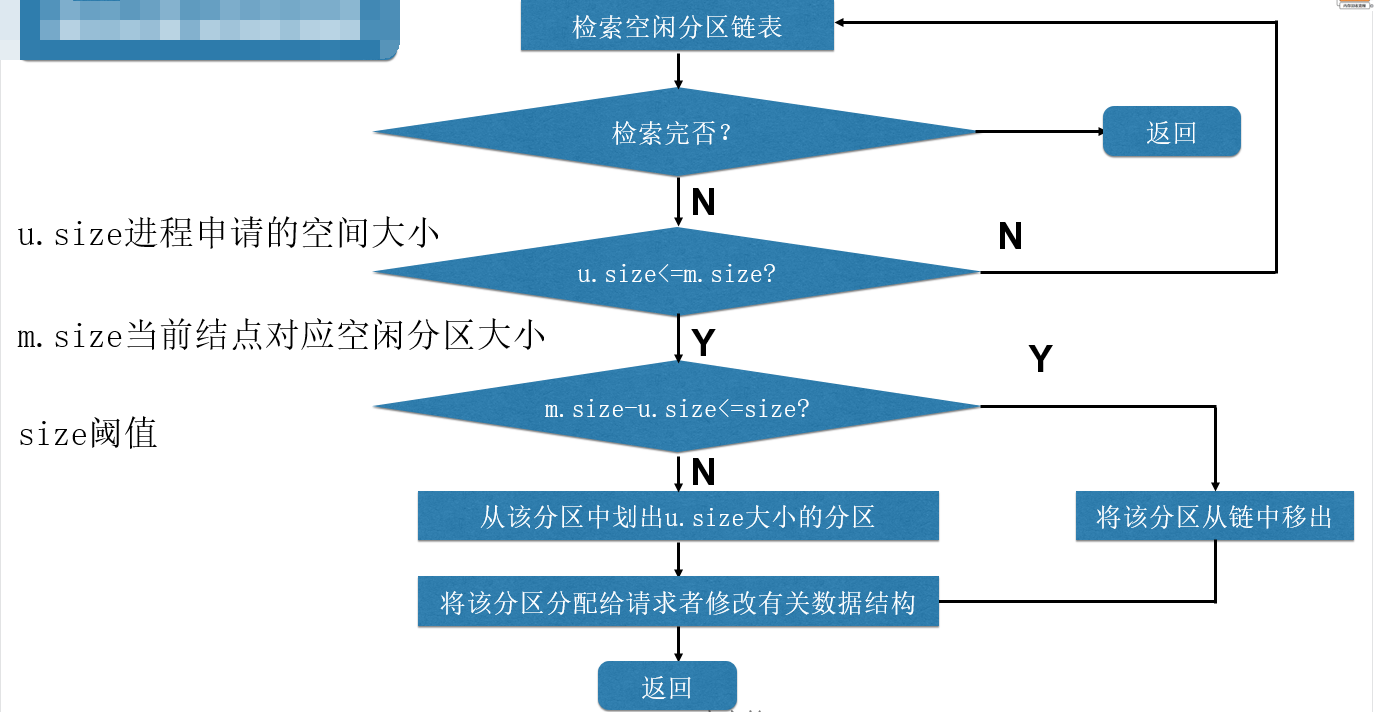 检索空闲分区链表
检索完否？
返回
N
u.size进程申请的空间大小
N
u.size<=m.size?
m.size当前结点对应空闲分区大小
Y
Y
m.size-u.size<=size?
size阈值
N
从该分区中划出u.size大小的分区
将该分区从链中移出
将该分区分配给请求者修改有关数据结构
返回